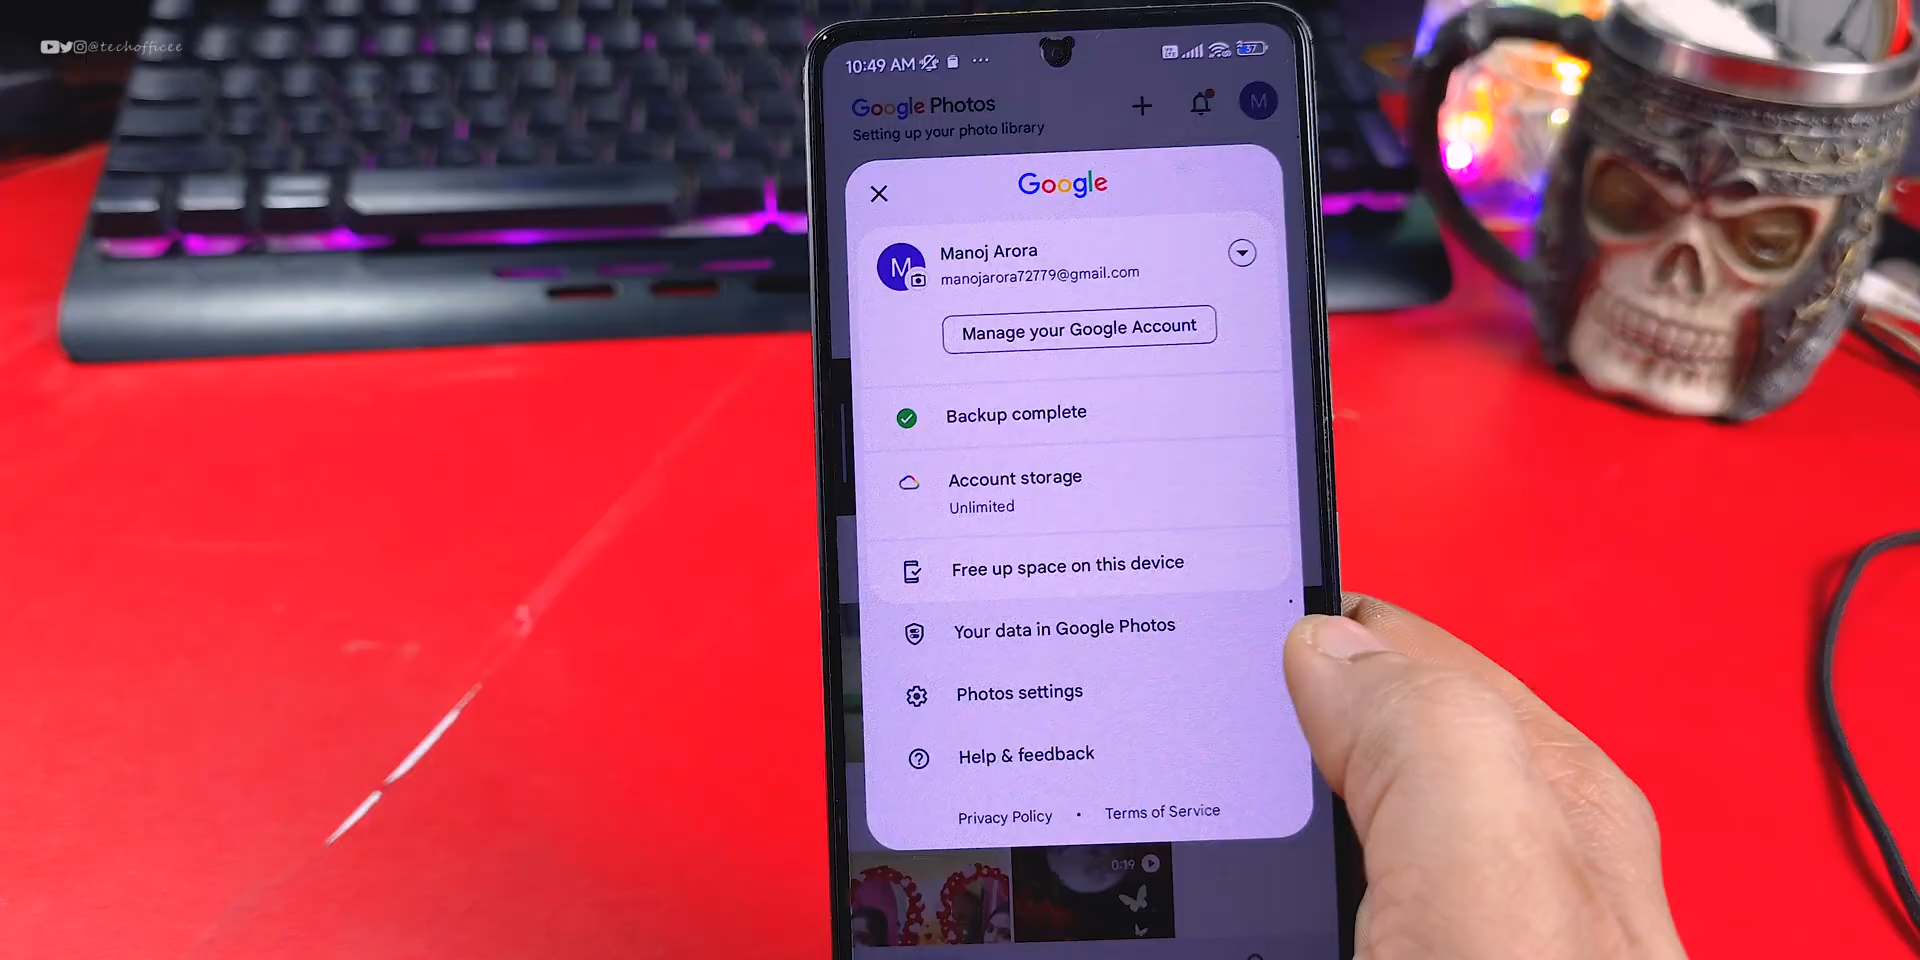 @techofficee
10:49 AM
37
Google Photos
M
Setting up your photo library
Google
M
Manoj Arora
manojarora72779@gmail.com
Manage your Google Account
Backup complete
Account storage
Unlimited
Free up space on this device
Your data in Google Photos
Photos settings
Help & feedback
Privacy Policy • Terms of Service
0:19